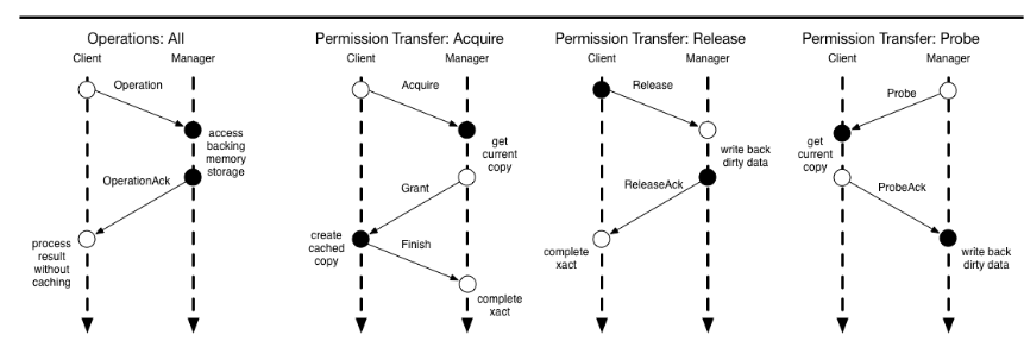 Operations: All
Client
Manager
Operation
access
backing
memory
storage
OperationAck
process
result
without
caching
Permission Transfer: Acquire
Client
Manager
Acquire
get
current
copy
Grant
create
cached
copy
Finish
complete
xact
Permission Transfer: Release
Client
Manager
Release
write back
dirty data
ReleaseAck
complete
xact
Permission Transfer: Probe
Client
Manager
Probe
get
current
copy
ProbeAck
write back
dirty data